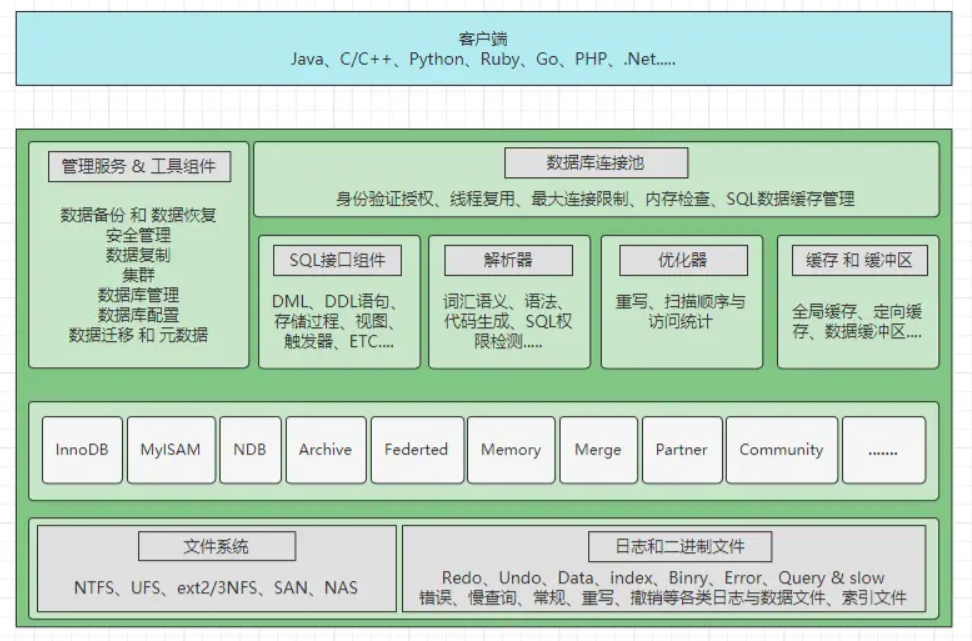 客户端
Java、C/C++、Python、Ruby、Go、PHP、.Net.....
管理服务 & 工具组件
数据备份 和 数据恢复
安全管理
数据复制
集群
数据库管理
数据库配置
数据迁移 和 元数据
数据库连接池
身份验证授权、线程复用、最大连接限制、内存检查、SQL数据缓存管理
SQL接口组件
DML、DDL语句、
存储过程、视图、
触发器、ETC....
解析器
词汇语义、语法、
代码生成、SQL权
限检测.....
优化器
重写、扫描顺序与
访问统计
缓存 和 缓冲区
全局缓存、定向缓
存、数据缓冲区....
InnoDB
MyISAM
NDB
Archive
Federted
Memory
Merge
Partner
Community
.......
文件系统
NTFS、UFS、ext2/3NFS、SAN、NAS
日志和二进制文件
Redo、Undo、Data、index、Binry、Error、Query & slow
错误、慢查询、常规、重写、撤销等各类日志与数据文件、索引文件